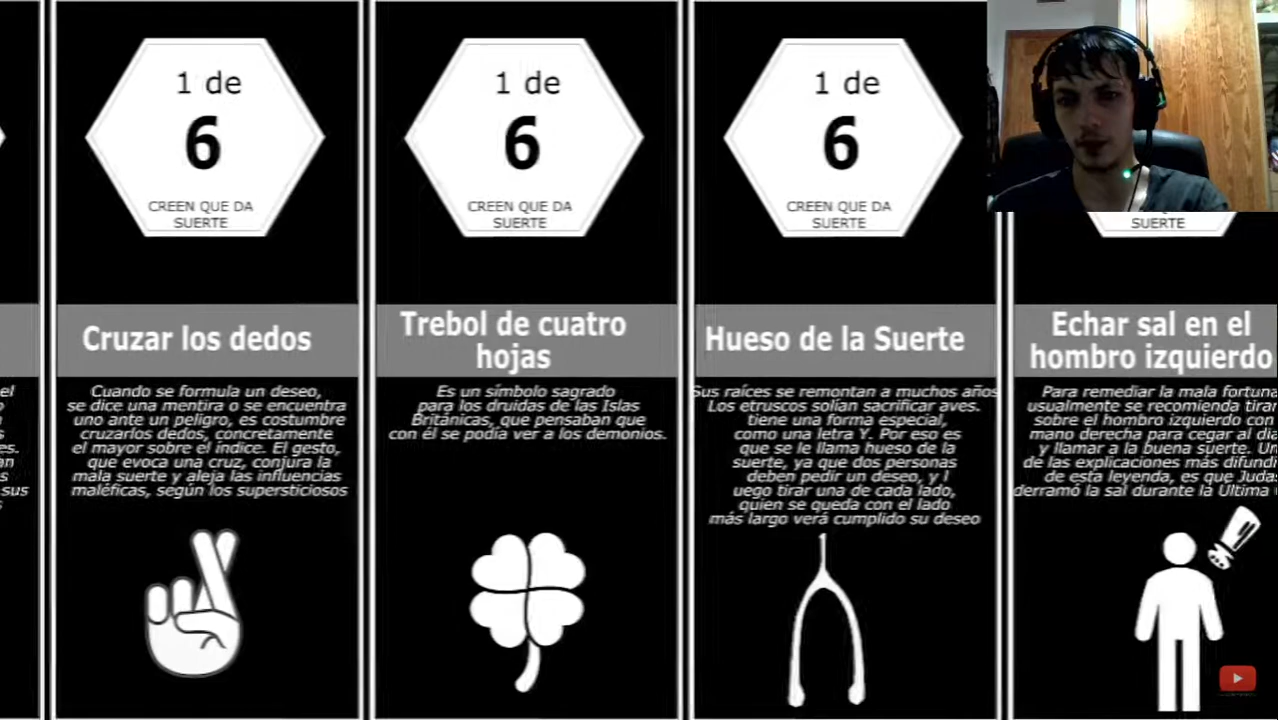 1 de
6
CREEN QUE DA
SUERTE
Cruzar los dedos
Cuando se formula un deseo,
se dice una mentira o se encuentra
uno ante un peligro, es costumbre
cruzarlos dedos, concretamente
el mayor sobre el índice. El gesto,
que evoca una cruz, conjura la
mala suerte y aleja las influencias
maléficas, según los supersticiosos
1 de
6
CREEN QUE DA
SUERTE
Trebol de cuatro
hojas
Es un símbolo sagrado
para los druidas de las Islas
Británicas, que pensaban que
con él se podía ver a los demonios.
1 de
6
CREEN QUE DA
SUERTE
Hueso de la Suerte
Sus raíces se remontan a muchos años
Los etruscos solían sacrificar aves.
tiene una forma especial,
como una letra Y. Por eso es
que se le llama hueso de la
suerte, ya que dos personas
deben pedir un deseo, y l
uego tirar una de cada lado,
quien se queda con el lado
más largo verá cumplido su deseo
SUERTE
Echar sal en el
hombro izquierdo
Para remediar la mala fortuna
usualmente se recomienda tirar
sobre el hombro izquierdo con
mano derecha para cegar al
y llamar a la buena suerte.
de las explicaciones más
de esta leyenda, es que
derramó la sal durante la Ultima